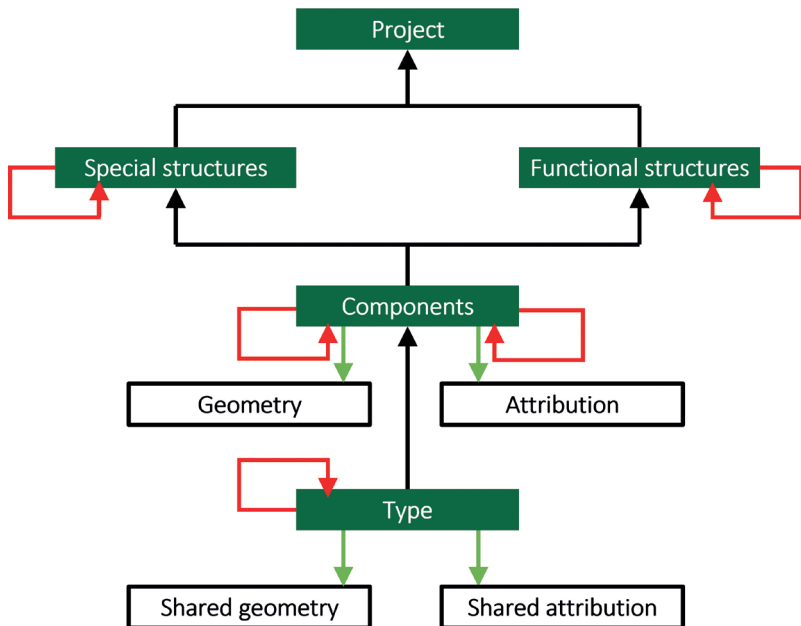 Project
Special structures
Functional structures
Components
Geometry
Attribution
Type
Shared geometry
Shared attribution